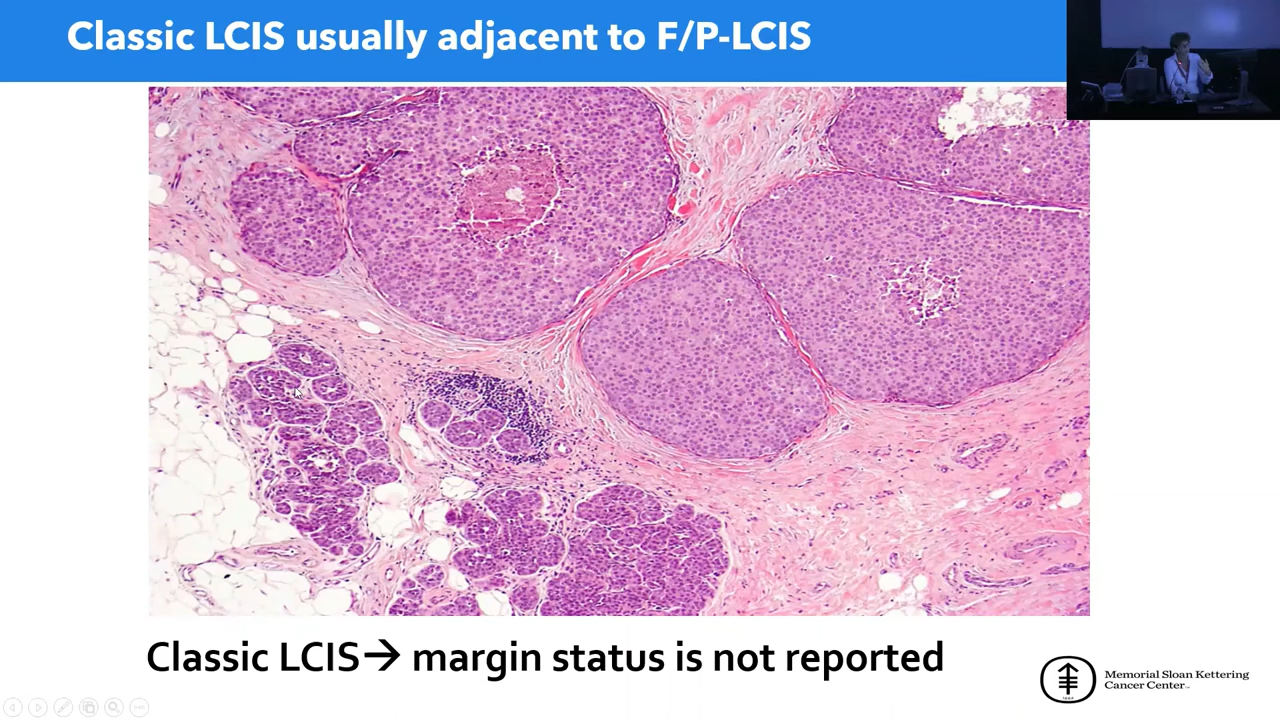 Classic LCIS usually adjacent to F/P-LCIS
Classic LCIS→ margin status is not reported
Memorial Sloan Kettering
Cancer Center